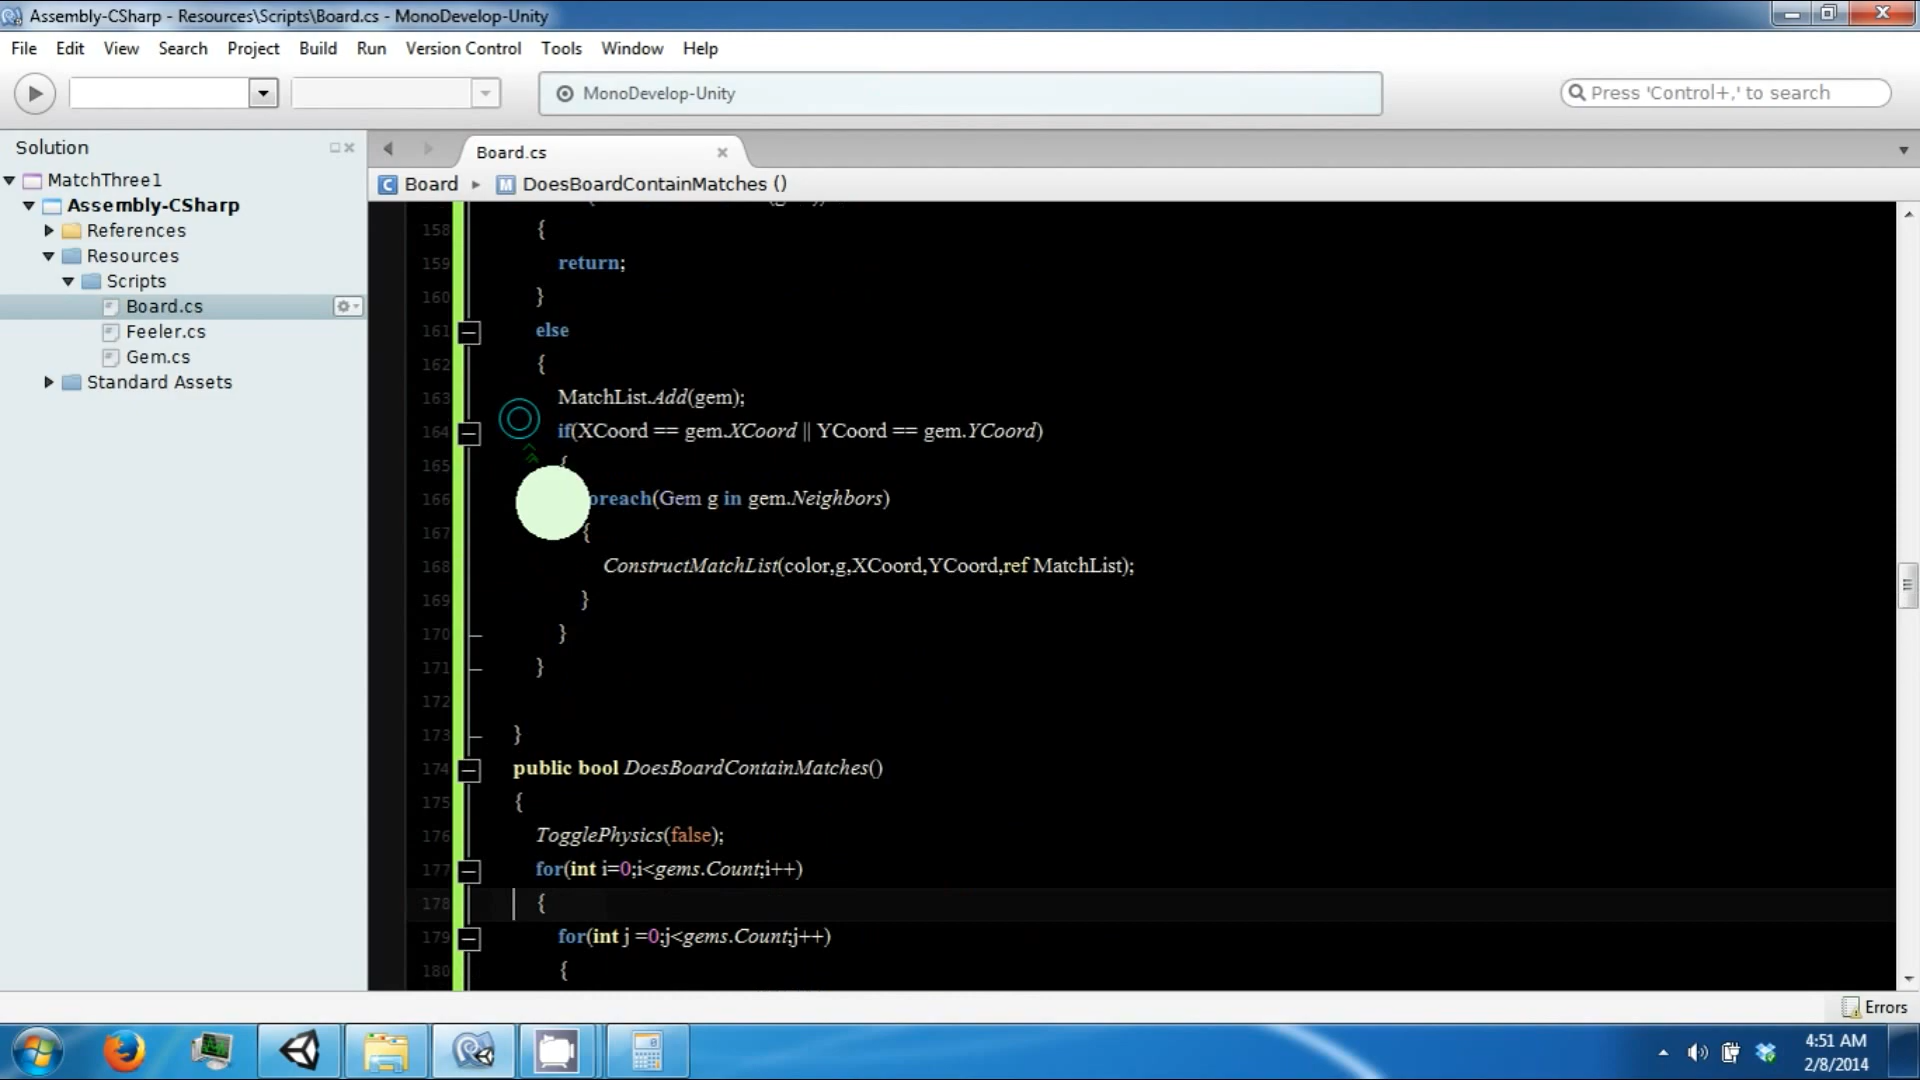 Assembly-CSharp - Resources\Scripts\Board.cs - MonoDevelop-Unity
File Edit View Search Project Build Run Version Control Tools Window Help
MonoDevelop-Unity
Press 'Control+,' to search
Solution
MatchThree1
Assembly-CSharp
References
Resources
Scripts
Board.cs
Feeler.cs
Gem.cs
Standard Assets
Board.cs
Board DoesBoardContainMatches ()
158 {
159 return;
160 }
161 else
162 {
163 MatchList.Add(gem);
164 if(XCoord == gem.XCoord || YCoord == gem.YCoord)
165 {
166 oreach(Gem g in gem.Neighbors)
167 {
168 ConstructMatchList(color,g,XCoord,YCoord,ref MatchList);
169 }
170 }
171 }
172
173 }
174 public bool DoesBoardContainMatches()
175 {
176 TogglePhysics(false);
177 for(int i=0;i<gems.Count;i++)
178 {
179 for(int j =0;j<gems.Count;j++)
180 {
Errors
4:51 AM
2/8/2014